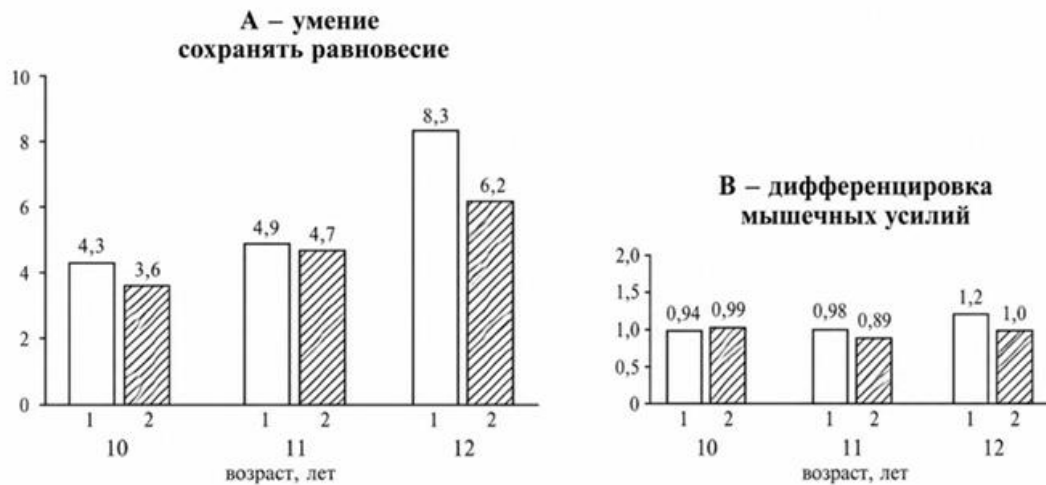 А – умение
сохранять равновесие
10
8
6
4
2
0
4,3
3,6
4,9
4,7
8,3
6,2
1 2 1 2 1 2
10 11 12
возраст, лет
В – дифференцировка
мышечных усилий
2,0
1,5
1,0
0,5
0
0,94
0,99
0,98
0,89
1,2
1,0
1 2 1 2 1 2
10 11 12
возраст, лет